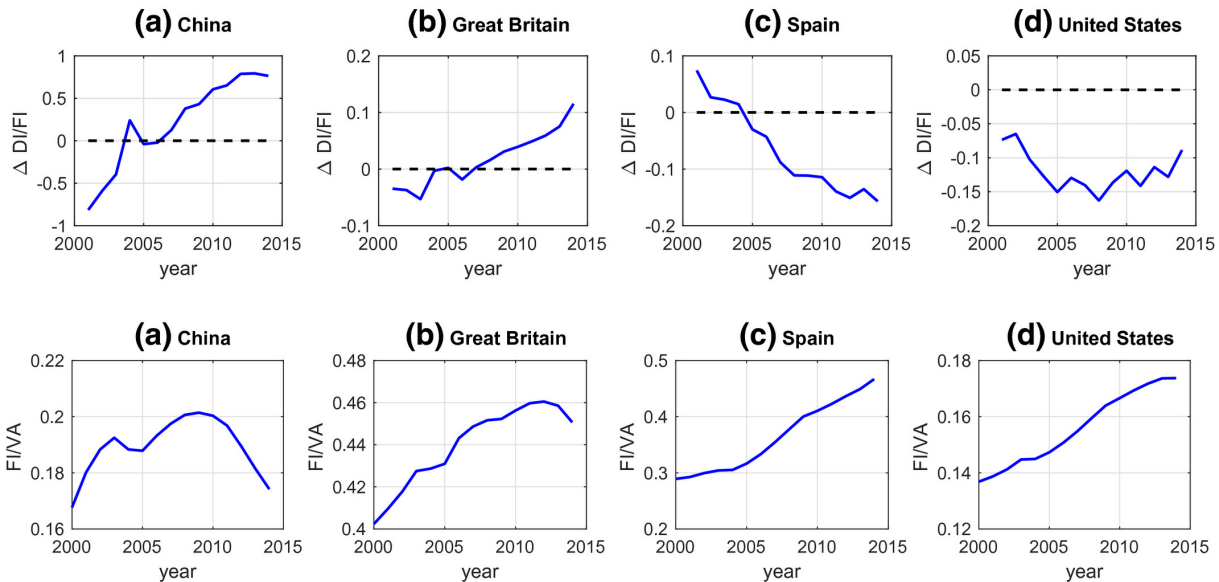 (a) China
1
0.5
0
-0.5
-1
Δ DI/FI
2000 2005 2010 2015
year
(b) Great Britain
0.2
0.1
0
-0.1
Δ DI/FI
2000 2005 2010 2015
year
(c) Spain
0.1
0
-0.1
-0.2
Δ DI/FI
2000 2005 2010 2015
year
(d) United States
0.05
0
-0.05
-0.1
-0.15
-0.2
Δ DI/FI
2000 2005 2010 2015
year
(a) China
0.22
0.2
0.18
0.16
FI/VA
2000 2005 2010 2015
year
(b) Great Britain
0.48
0.46
0.44
0.42
0.4
FI/VA
2000 2005 2010 2015
year
(c) Spain
0.5
0.4
0.3
0.2
FI/VA
2000 2005 2010 2015
year
(d) United States
0.18
0.16
0.14
0.12
FI/VA
2000 2005 2010 2015
year